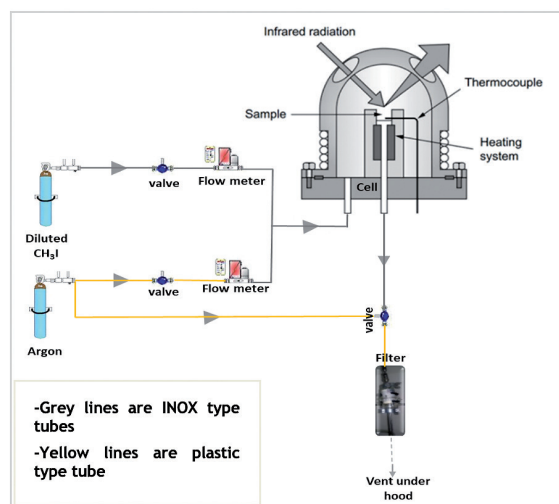 Infrared radiation
Thermocouple
Sample
Heating
system
Cell
valve
Flow meter
Diluted
CH₃I
valve
Flow meter
valve
Argon
Filter
-Grey lines are INOX type
tubes
-Yellow lines are plastic
type tube
Vent under
hood